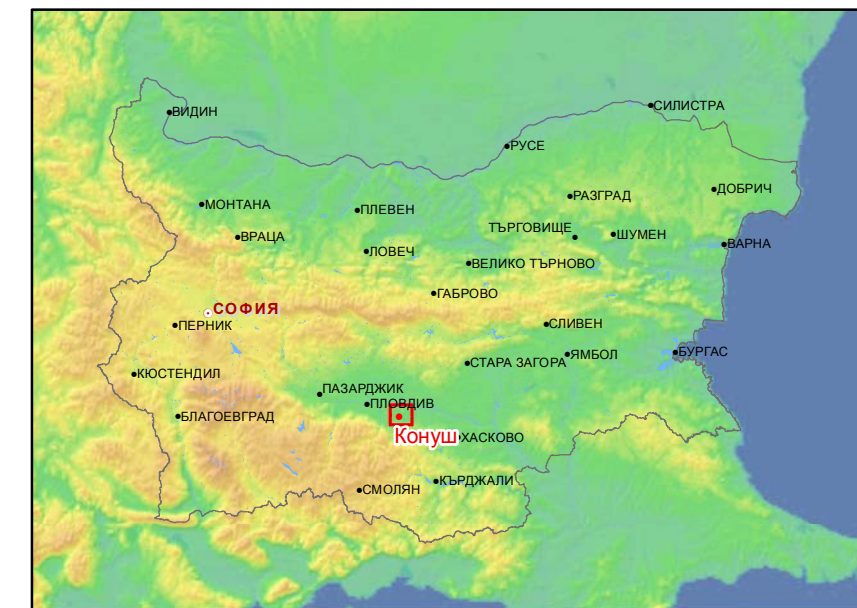 СИЛИСТРА
ВИДИН
РУСЕ
ДОБРИЧ
РАЗГРАД
МОНТАНА
ПЛЕВЕН
ТЪРГОВИЩЕ
ШУМЕН
ВРАЦА
ВАРНА
ЛОВЕЧ
ВЕЛИКО ТЪРНОВО
ГАБРОВО
СОФИЯ
ПЕРНИК
СЛИВЕН
БУРГАС
ЯМБОЛ
СТАРА ЗАГОРА
КЮСТЕНДИЛ
ПАЗАРДЖИК
ПЛОВДИВ
БЛАГОЕВГРАД
Конуш
ХАСКОВО
КЪРДЖАЛИ
СМОЛЯН